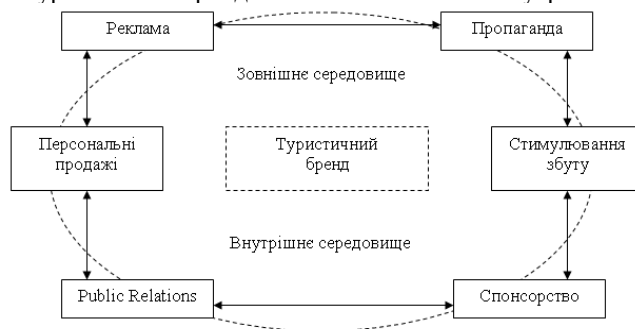 Реклама
Пропаганда
Зовнішнє середовище
Персональні
продажі
Туристичний
бренд
Стимулювання
збуту
Внутрішнє середовище
Public Relations
Спонсорство